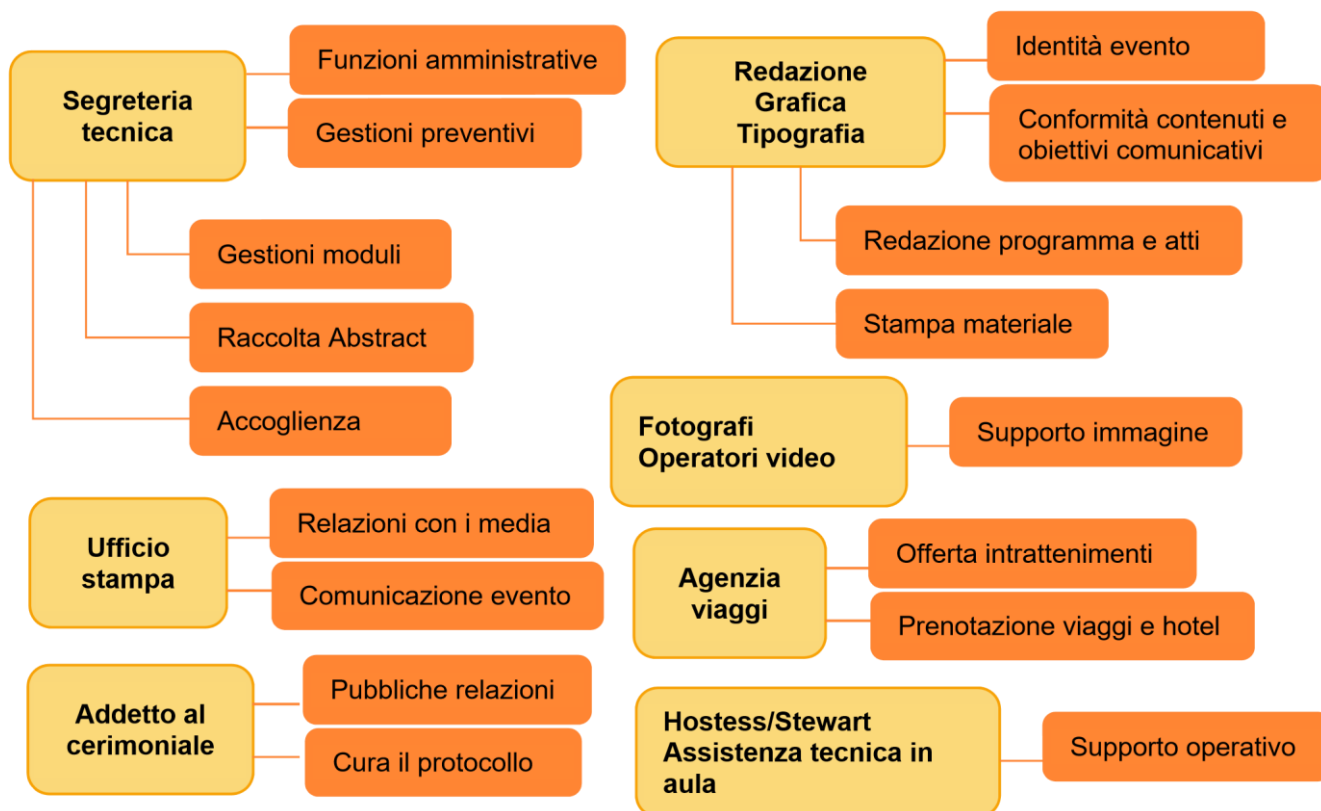 Segreteria
tecnica
Funzioni amministrative
Gestioni preventivi
Gestioni moduli
Raccolta Abstract
Accoglienza
Redazione
Grafica
Tipografia
Identità evento
Conformità contenuti e
obiettivi comunicativi
Redazione programma e atti
Stampa materiale
Fotografi
Operatori video
Supporto immagine
Ufficio
stampa
Relazioni con i media
Comunicazione evento
Agenzia
viaggi
Offerta intrattenimenti
Prenotazione viaggi e hotel
Addetto al
cerimoniale
Pubbliche relazioni
Cura il protocollo
Hostess/Stewart
Assistenza tecnica in
aula
Supporto operativo